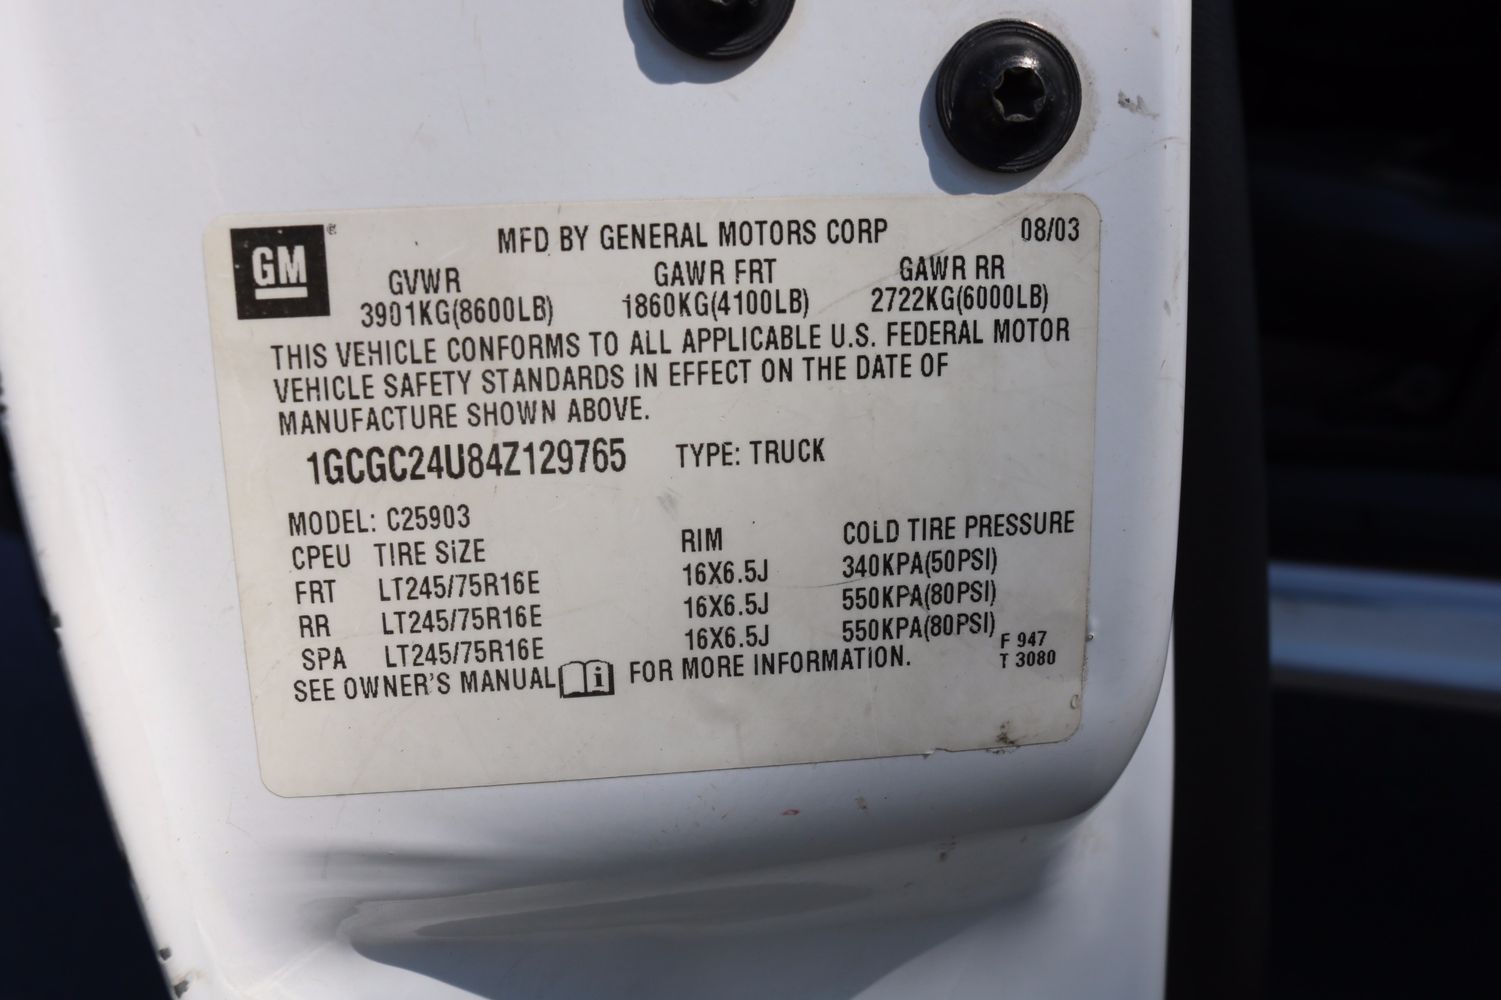 GM ® MFD BY GENERAL MOTORS CORP 08/03
GVWR GAWR FRT GAWR RR
3901KG(8600LB) 1860KG(4100LB) 2722KG(6000LB)
THIS VEHICLE CONFORMS TO ALL APPLICABLE U.S. FEDERAL MOTOR
VEHICLE SAFETY STANDARDS IN EFFECT ON THE DATE OF
MANUFACTURE SHOWN ABOVE.
1GCGC24U84Z129765 TYPE: TRUCK
MODEL: C25903
CPEU TIRE SIZE RIM COLD TIRE PRESSURE
FRT LT245/75R16E 16X6.5J 340KPA(50PSI)
RR LT245/75R16E 16X6.5J 550KPA(80PSI)
SPA LT245/75R16E 16X6.5J 550KPA(80PSI)
SEE OWNER'S MANUAL i FOR MORE INFORMATION.
F 947
T 3080